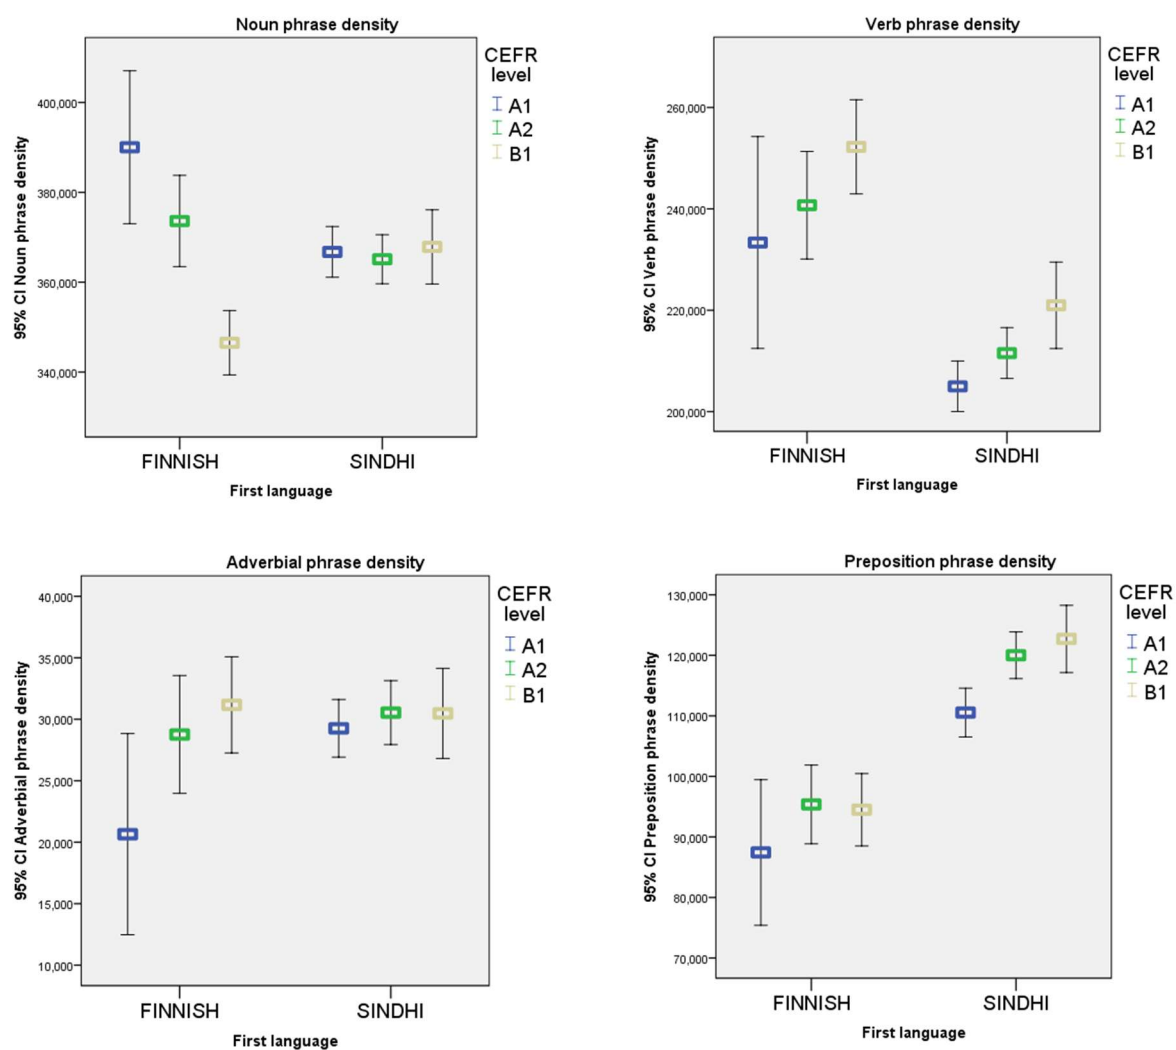 Noun phrase density
95% CI Noun phrase density
400,000
380,000
360,000
340,000
FINNISH
SINDHI
First language
CEFR
level
A1
A2
B1
Verb phrase density
95% CI Verb phrase density
260,000
240,000
220,000
200,000
FINNISH
SINDHI
First language
CEFR
level
A1
A2
B1
Adverbial phrase density
95% CI Adverbial phrase density
40,000
35,000
30,000
25,000
20,000
15,000
10,000
FINNISH
SINDHI
First language
CEFR
level
A1
A2
B1
Preposition phrase density
95% CI Preposition phrase density
130,000
120,000
110,000
100,000
90,000
80,000
70,000
FINNISH
SINDHI
First language
CEFR
level
A1
A2
B1